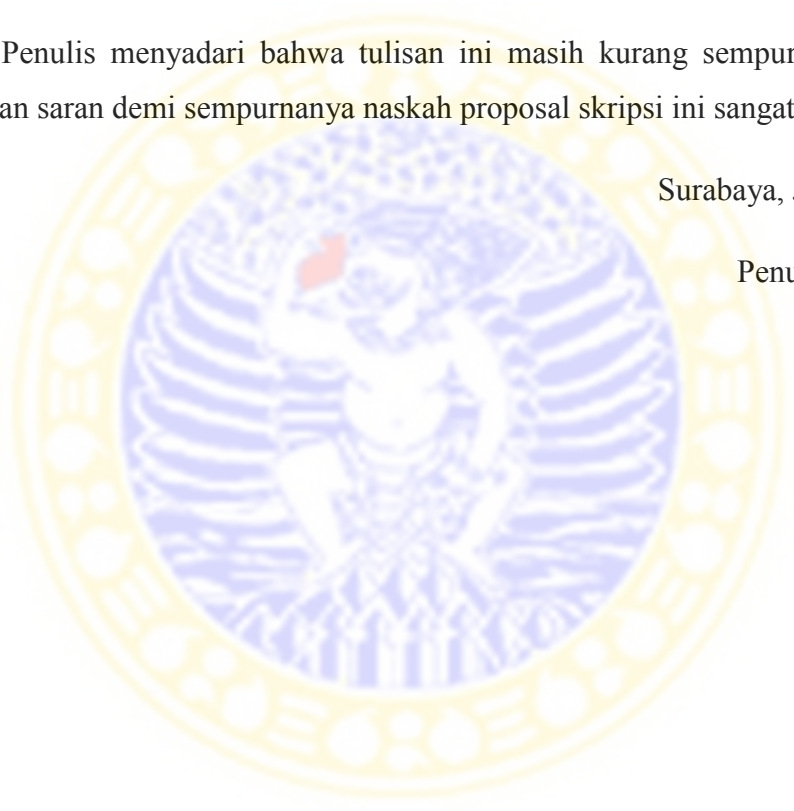 Penulis menyadari bahwa tulisan ini masih kurang sempur
an saran demi sempurnanya naskah proposal skripsi ini sangat
Surabaya, .
Penu